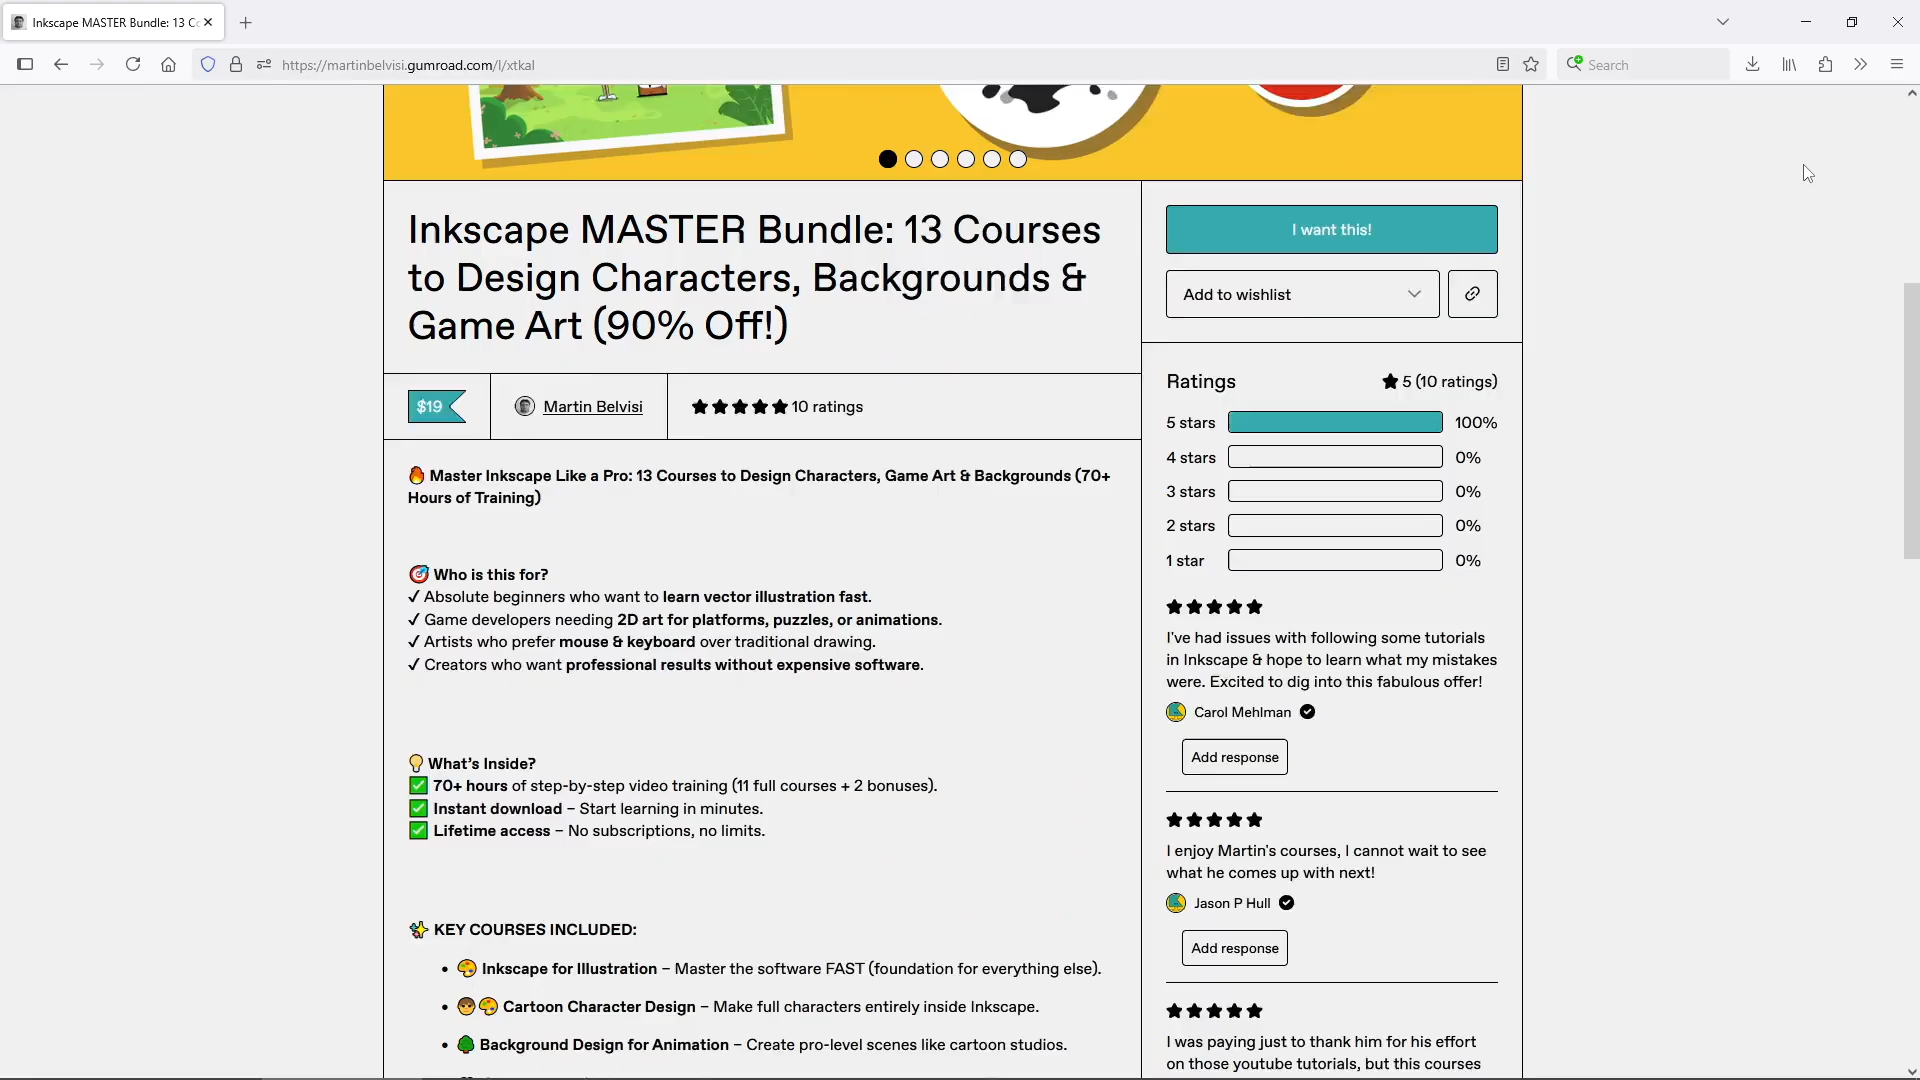 Inkscape MASTER Bundle: 13 Co
https://martinbelvisi.gumroad.com/l/xtkal
Search
Inkscape MASTER Bundle: 13 Courses
to Design Characters, Backgrounds &
Game Art (90% Off!)
$19
Martin Belvisi
10 ratings
🔥 Master Inkscape Like a Pro: 13 Courses to Design Characters, Game Art & Backgrounds (70+
Hours of Training)
🎯 Who is this for?
✓ Absolute beginners who want to learn vector illustration fast.
✓ Game developers needing 2D art for platforms, puzzles, or animations.
✓ Artists who prefer mouse & keyboard over traditional drawing.
✓ Creators who want professional results without expensive software.
💡 What's Inside?
✅ 70+ hours of step-by-step video training (11 full courses + 2 bonuses).
✅ Instant download – Start learning in minutes.
✅ Lifetime access – No subscriptions, no limits.
✨ KEY COURSES INCLUDED:
• 🎨 Inkscape for Illustration – Master the software FAST (foundation for everything else).
• 👦🎨 Cartoon Character Design – Make full characters entirely inside Inkscape.
• 🌳 Background Design for Animation – Create pro-level scenes like cartoon studios.
I want this!
Add to wishlist
Ratings
★ 5 (10 ratings)
5 stars 100%
4 stars 0%
3 stars 0%
2 stars 0%
1 star 0%
I've had issues with following some tutorials
in Inkscape & hope to learn what my mistakes
were. Excited to dig into this fabulous offer!
Carol Mehlman
Add response
I enjoy Martin's courses, I cannot wait to see
what he comes up with next!
Jason P Hull
Add response
I was paying just to thank him for his effort
on those youtube tutorials, but this courses